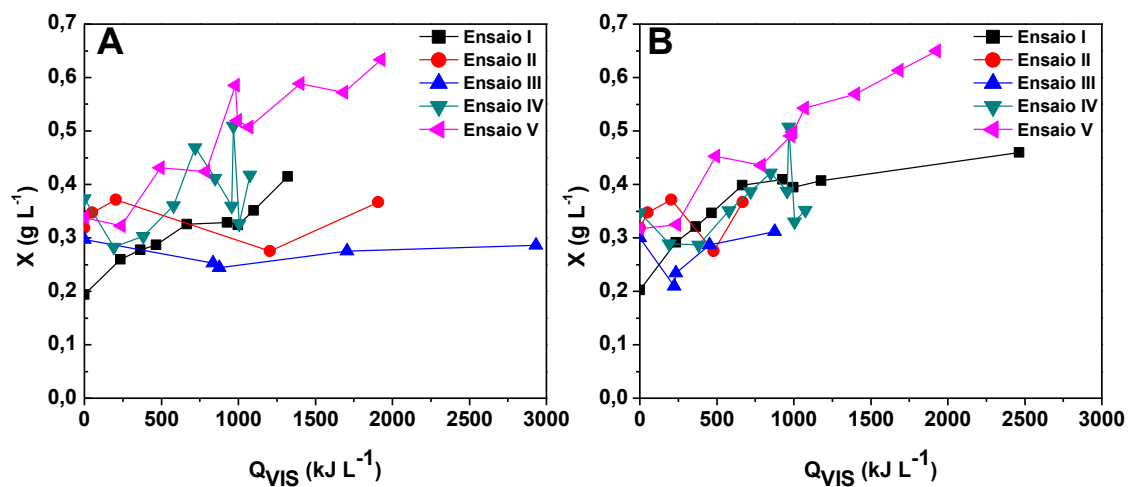 A
0,7
0,6
0,5
0,4
0,3
0,2
0,1
0,0
X (g L⁻¹)
Ensaio I
Ensaio II
Ensaio III
Ensaio IV
Ensaio V
0 500 1000 1500 2000 2500 3000
Q_VIS (kJ L⁻¹)
B
0,7
0,6
0,5
0,4
0,3
0,2
0,1
0,0
X (g L⁻¹)
Ensaio I
Ensaio II
Ensaio III
Ensaio IV
Ensaio V
0 500 1000 1500 2000 2500 3000
Q_VIS (kJ L⁻¹)